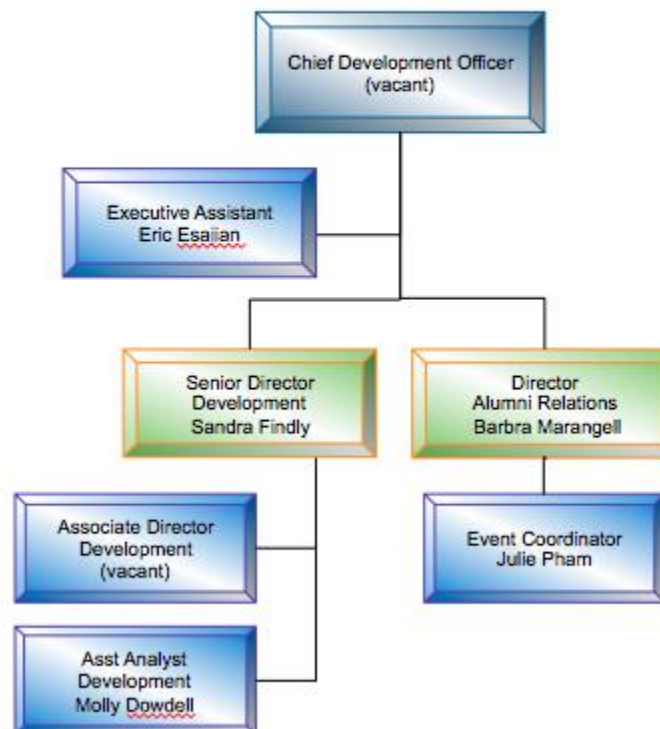 Chief Development Officer
(vacant)
Executive Assistant
Eric Esaiian
Senior Director
Development
Sandra Findly
Director
Alumni Relations
Barbra Marangell
Associate Director
Development
(vacant)
Event Coordinator
Julie Pham
Asst Analyst
Development
Molly Dowdell